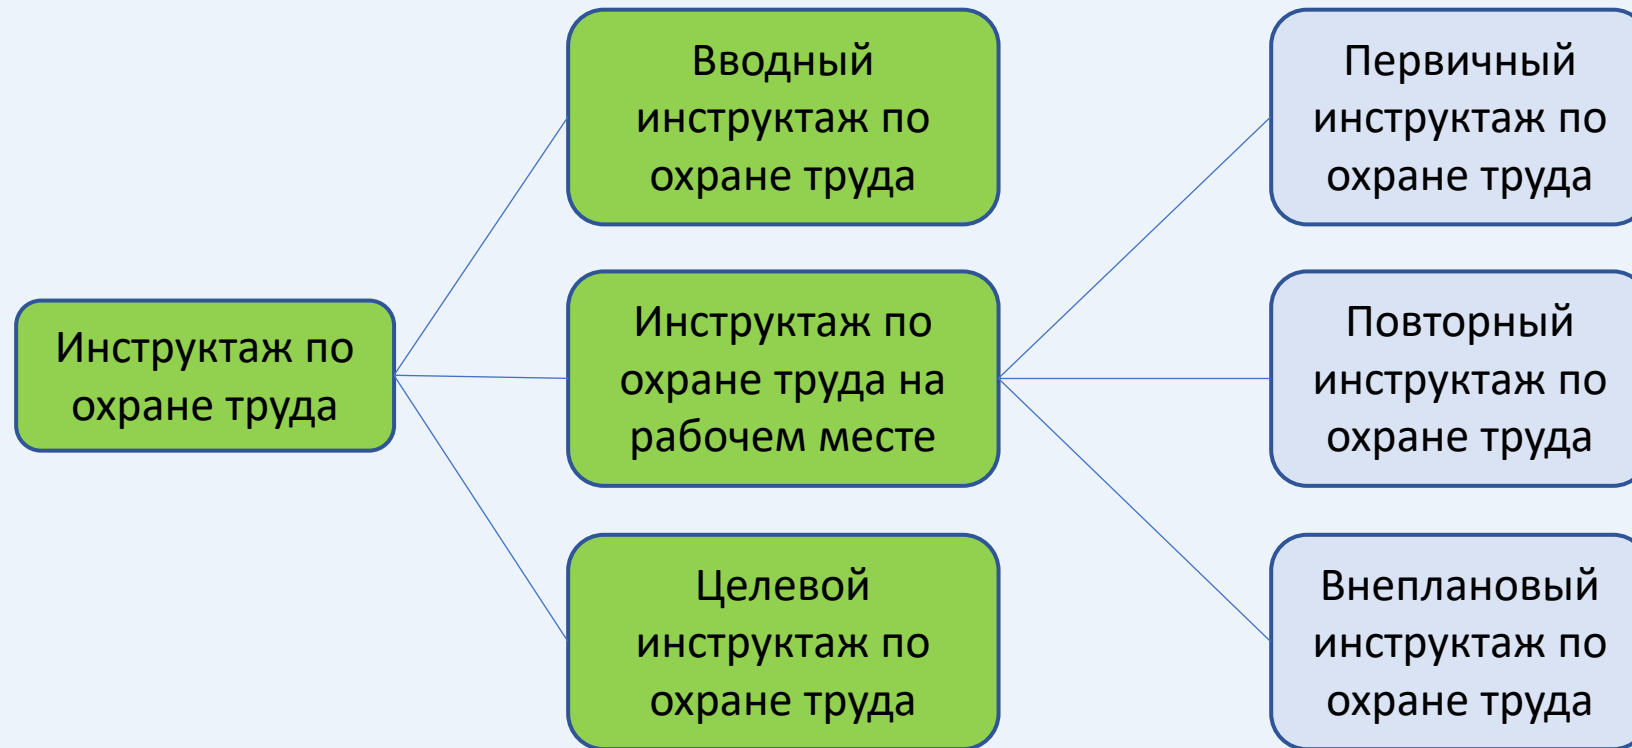 Инструктаж по
охране труда
Вводный
инструктаж по
охране труда
Инструктаж по
охране труда на
рабочем месте
Целевой
инструктаж по
охране труда
Первичный
инструктаж по
охране труда
Повторный
инструктаж по
охране труда
Внеплановый
инструктаж по
охране труда